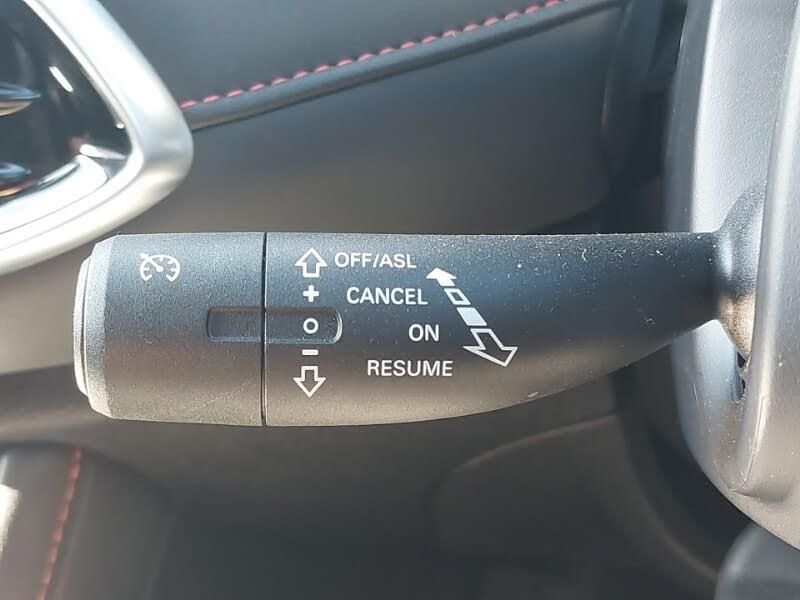 OFF/ASL
+ CANCEL
O ON
- RESUME